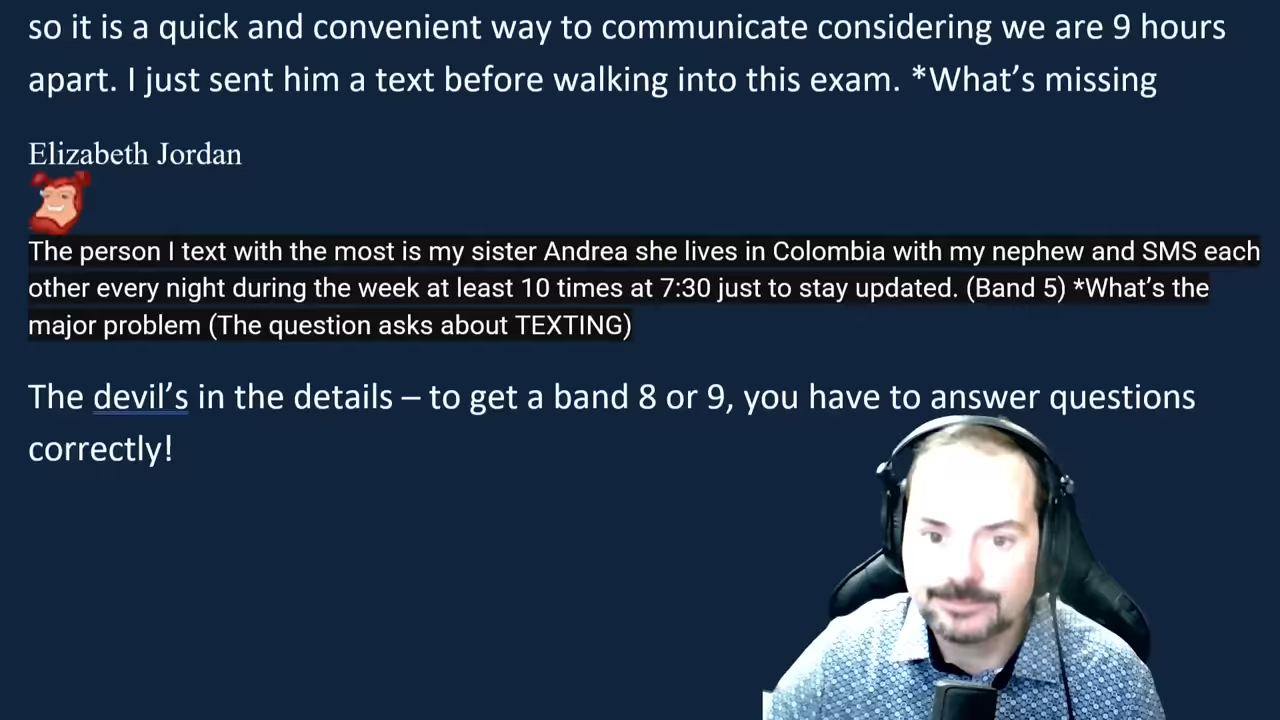 so it is a quick and convenient way to communicate considering we are 9 hours
apart. I just sent him a text before walking into this exam. *What’s missing
Elizabeth Jordan
The person I text with the most is my sister Andrea she lives in Colombia with my nephew and SMS each
other every night during the week at least 10 times at 7:30 just to stay updated. (Band 5) *What’s the
major problem (The question asks about TEXTING)
The devil’s in the details – to get a band 8 or 9, you have to answer questions
correctly!